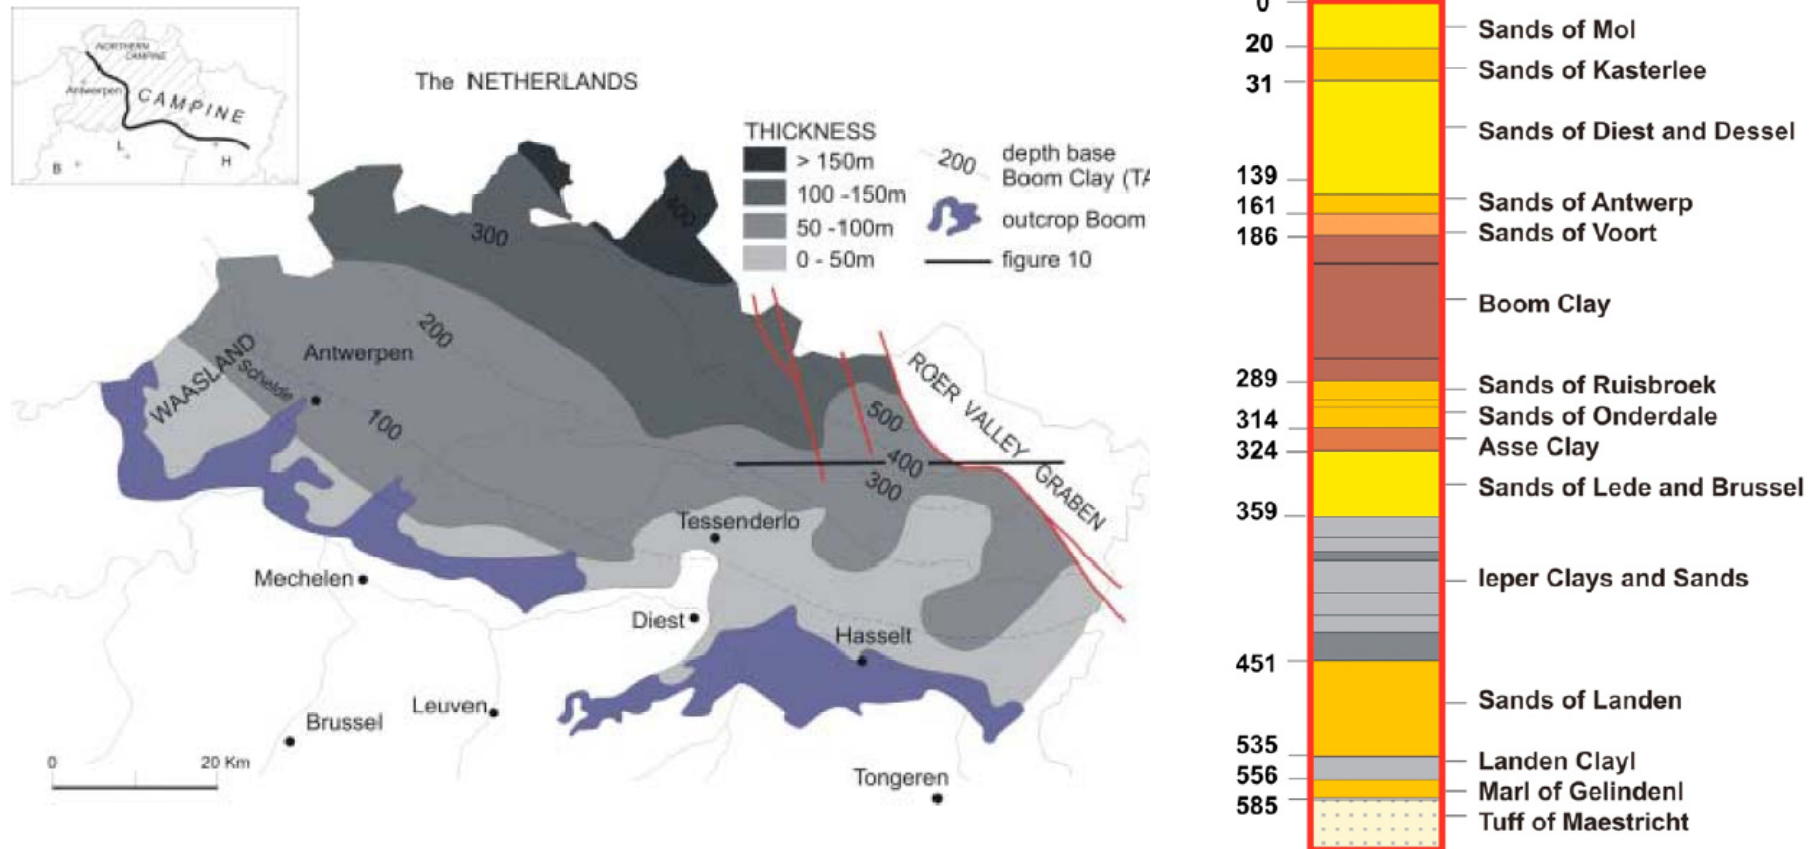 NORTHERN
CAMPINE
Antwerpen
CAMPINE
L
B
H
The NETHERLANDS
THICKNESS
> 150m
100 -150m
50 -100m
0 - 50m
200
depth base
Boom Clay (TA
outcrop Boom
figure 10
400
300
200
100
500
400
300
WAASLAND
Schelde
Antwerpen
ROER VALLEY GRABEN
Tessenderlo
Mechelen
Diest
Hasselt
Leuven
Brussel
Tongeren
0 20 Km
0
Sands of Mol
20
Sands of Kasterlee
31
Sands of Diest and Dessel
139
Sands of Antwerp
161
Sands of Voort
186
Boom Clay
289
Sands of Ruisbroek
Sands of Onderdale
314
Asse Clay
324
Sands of Lede and Brussel
359
Ieper Clays and Sands
451
Sands of Landen
535
Landen Clayl
556
Marl of Gelindenl
585
Tuff of Maestricht